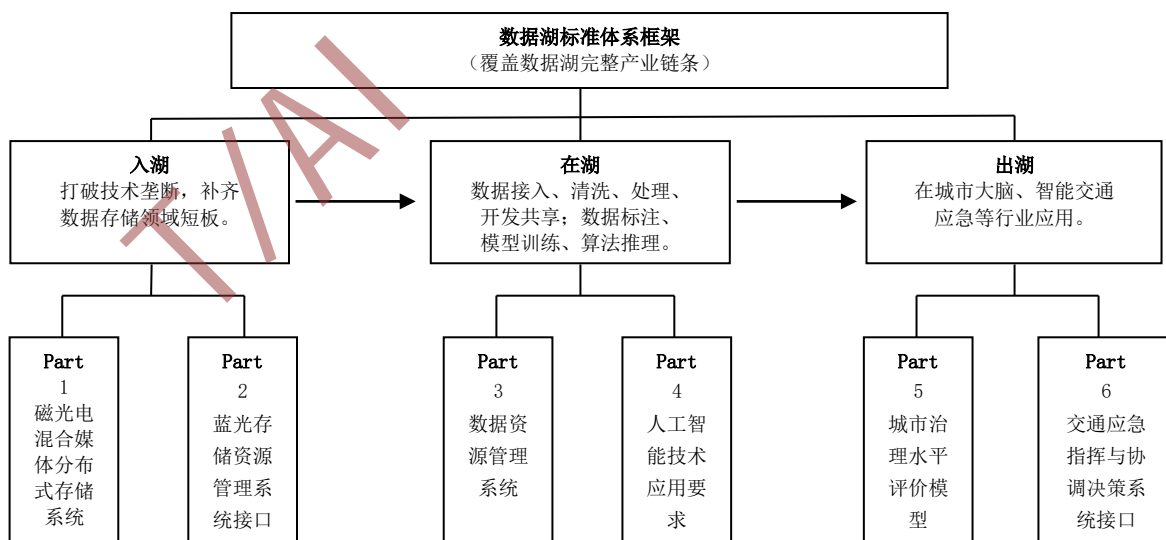 数据湖标准体系框架
（覆盖数据湖完整产业链条）
入湖
打破技术垄断，补齐
数据存储领域短板。
在湖
数据接入、清洗、处理、
开发共享；数据标注、
模型训练、算法推理。
出湖
在城市大脑、智能交通
应急等行业应用。
Part
1
磁光电
混合媒
体分布
式存储
系统
Part
2
蓝光存
储资源
管理系
统接口
Part
3
数据资
源管理
系统
Part
4
人工智
能技术
应用要
求
Part
5
城市治
理水平
评价模
型
Part
6
交通应急
指挥与协
调决策系
统接口
T/AI